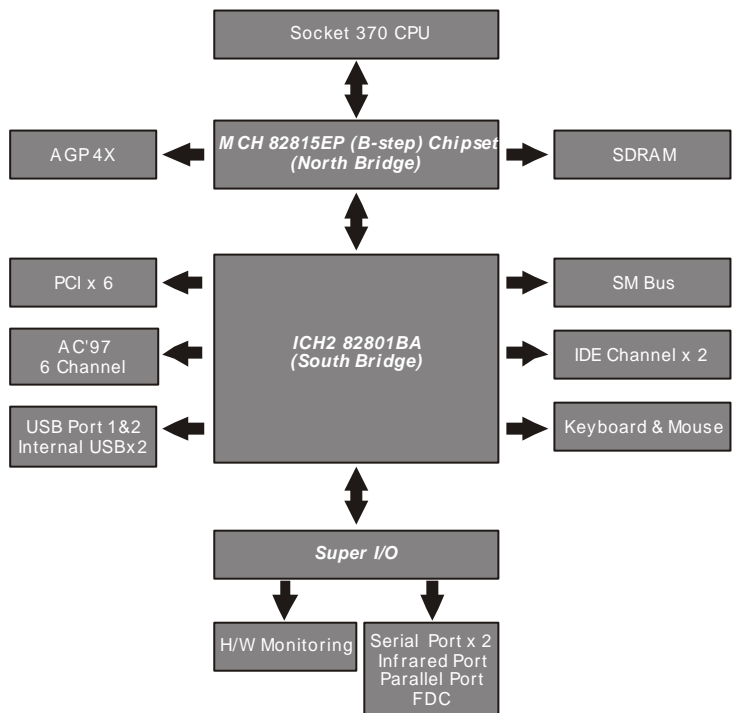 Socket 370 CPU
AGP 4X
MCH 82815EP (B-step) Chipset
(North Bridge)
SDRAM
PCI x 6
AC'97
6 Channel
USB Port 1&2
Internal USBx2
ICH2 82801BA
(South Bridge)
SM Bus
IDE Channel x 2
Keyboard & Mouse
Super I/O
H/W Monitoring
Serial Port x 2
Infrared Port
Parallel Port
FDC